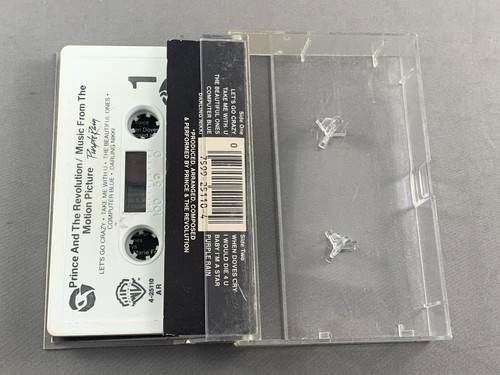 Prince And The Revolution/ Music From The
Motion Picture Purple Rain
LET'S GO CRAZY • TAKE ME WITH U • THE BEAUTIFUL ONES •
COMPUTER BLUE • DARLING NIKKI
1
100
4-25110
AR
Side One
LET'S GO CRAZY
TAKE ME WITH U
THE BEAUTIFUL ONES
COMPUTER BLUE
DARLING NIKKI
*PRODUCED, ARRANGED, COMPOSED
& PERFORMED BY PRINCE & THE REVOLUTION
0
7599-25110-4
Side Two
WHEN DOVES CRY
I WOULD DIE 4 U
BABY I'M A STAR
PURPLE RAIN